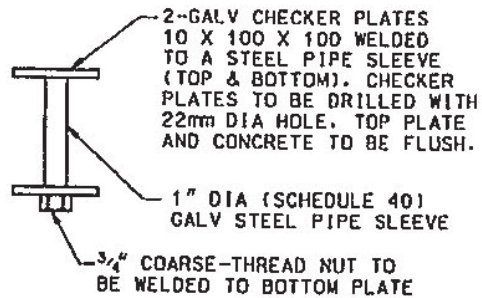 2-GALV CHECKER PLATES
10 X 100 X 100 WELDED
TO A STEEL PIPE SLEEVE
(TOP & BOTTOM). CHECKER
PLATES TO BE DRILLED WITH
22mm DIA HOLE. TOP PLATE
AND CONCRETE TO BE FLUSH.
1" DIA (SCHEDULE 40)
GALV STEEL PIPE SLEEVE
3/4" COARSE-THREAD NUT TO
BE WELDED TO BOTTOM PLATE